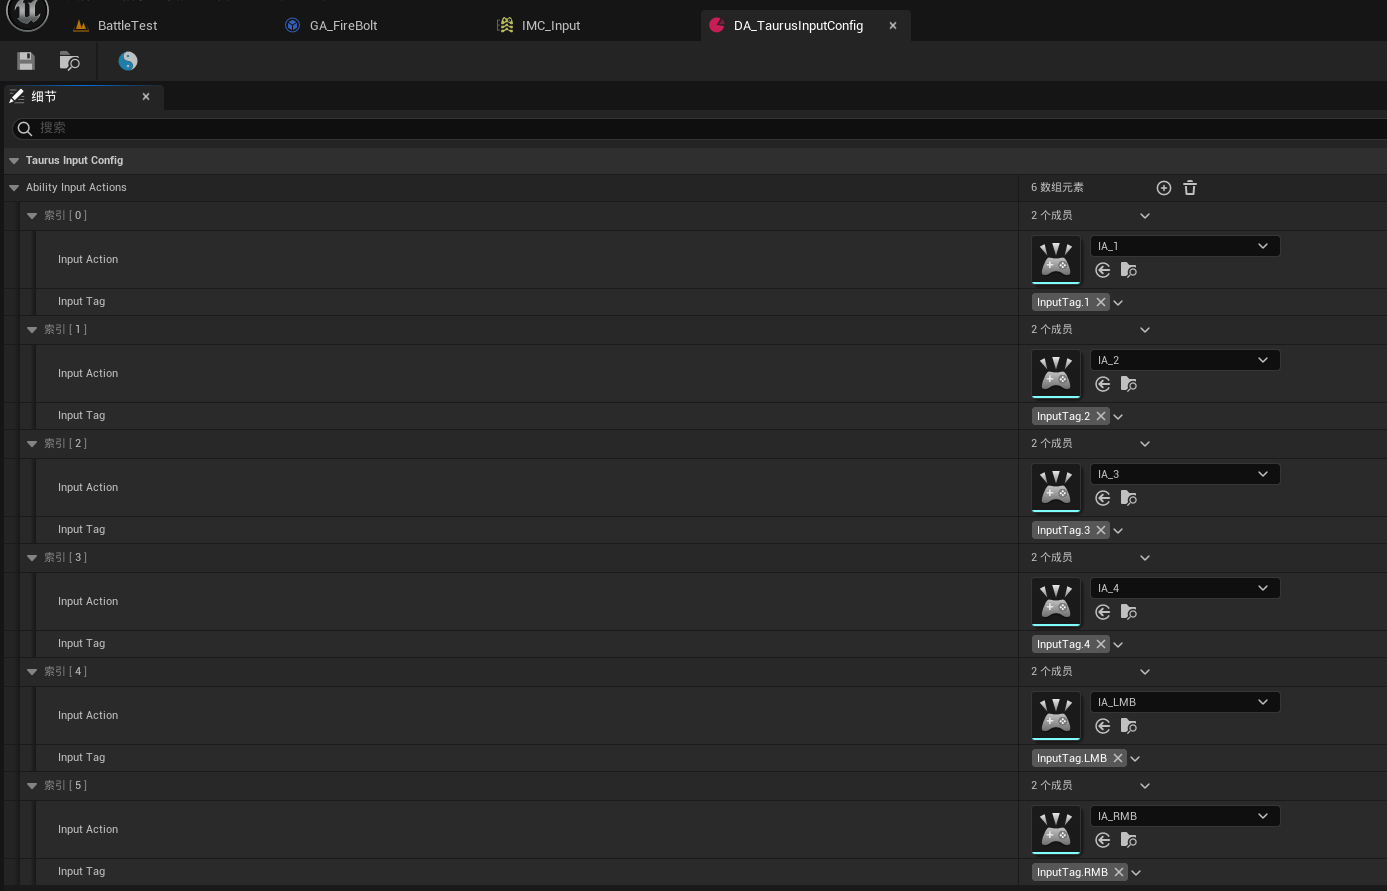 BattleTest
GA_FireBolt
IMC_Input
DA_TaurusInputConfig
细节
搜索
Taurus Input Config
Ability Input Actions
6 数组元素
索引 [ 0 ]
2 个成员
Input Action
IA_1
Input Tag
InputTag.1
索引 [ 1 ]
2 个成员
Input Action
IA_2
Input Tag
InputTag.2
索引 [ 2 ]
2 个成员
Input Action
IA_3
Input Tag
InputTag.3
索引 [ 3 ]
2 个成员
Input Action
IA_4
Input Tag
InputTag.4
索引 [ 4 ]
2 个成员
Input Action
IA_LMB
Input Tag
InputTag.LMB
索引 [ 5 ]
2 个成员
Input Action
IA_RMB
Input Tag
InputTag.RMB